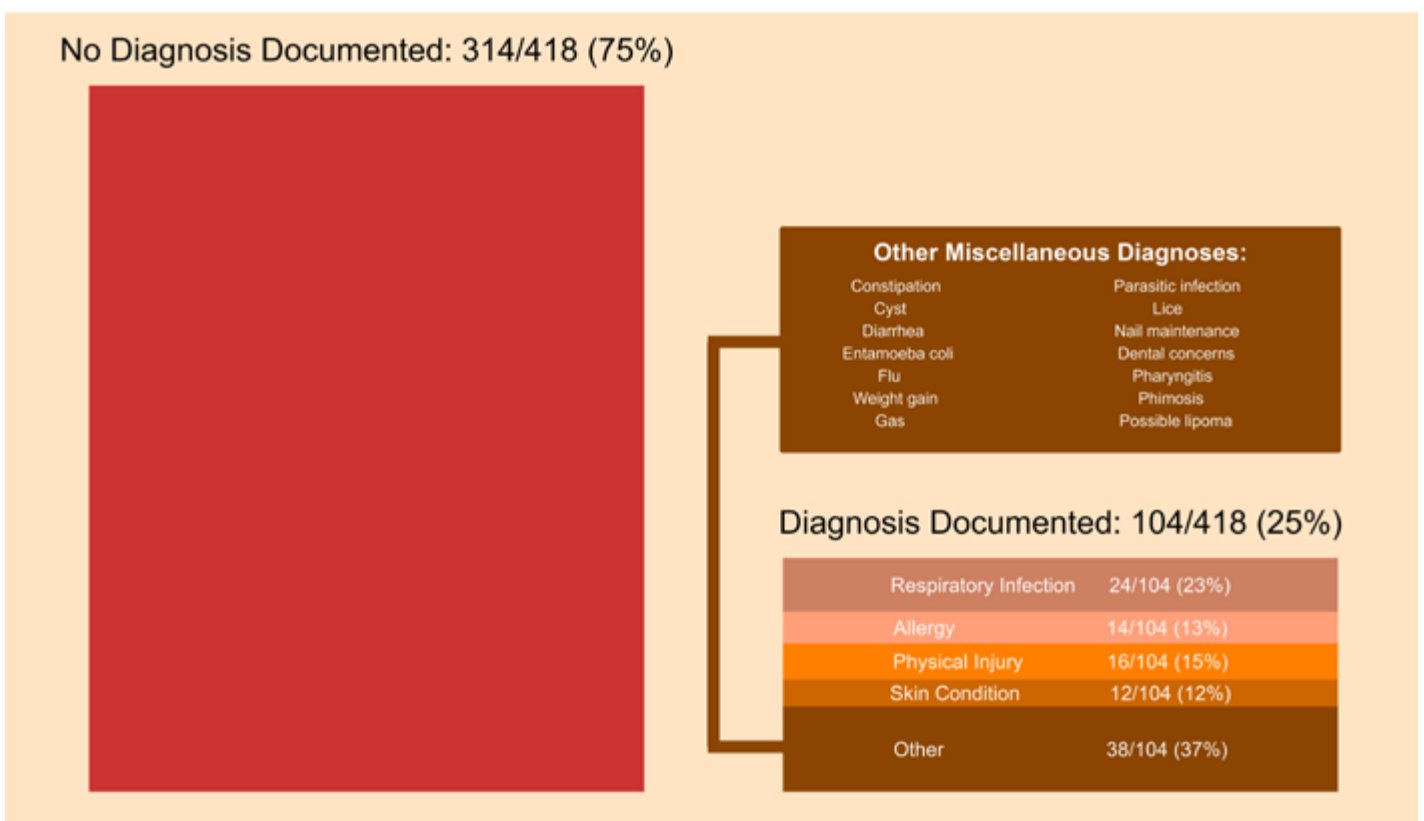 No Diagnosis Documented: 314/418 (75%)
Other Miscellaneous Diagnoses:
Constipation Parasitic infection
Cyst Lice
Diarrhea Nail maintenance
Entamoeba coli Dental concerns
Flu Pharyngitis
Weight gain Phimosis
Gas Possible lipoma
Diagnosis Documented: 104/418 (25%)
Respiratory Infection 24/104 (23%)
Allergy 14/104 (13%)
Physical Injury 16/104 (15%)
Skin Condition 12/104 (12%)
Other 38/104 (37%)